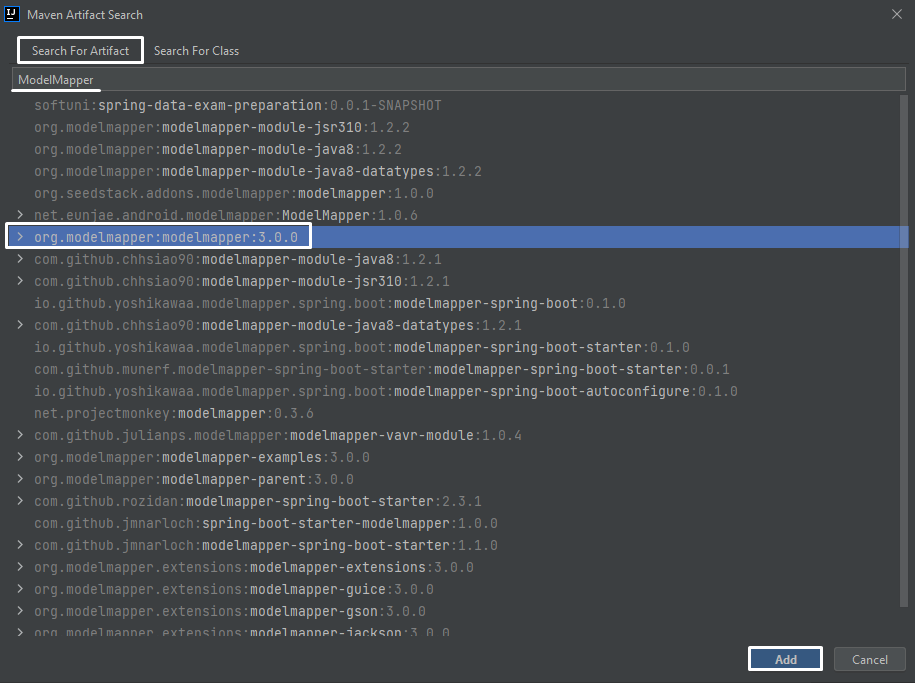 IJ Maven Artifact Search
Search For Artifact Search For Class
ModelMapper
softuni:spring-data-exam-preparation:0.0.1-SNAPSHOT
org.modelmapper:modelmapper-module-jsr310:1.2.2
org.modelmapper:modelmapper-module-java8:1.2.2
org.modelmapper:modelmapper-module-java8-datatypes:1.2.2
org.seedstack.addons.modelmapper:modelmapper:1.0.0
net.eunjae.android.modelmapper:ModelMapper:1.0.6
org.modelmapper:modelmapper:3.0.0
com.github.chhsiao90:modelmapper-module-java8:1.2.1
com.github.chhsiao90:modelmapper-module-jsr310:1.2.1
io.github.yoshikawaa.modelmapper.spring.boot:modelmapper-spring-boot:0.1.0
com.github.chhsiao90:modelmapper-module-java8-datatypes:1.2.1
io.github.yoshikawaa.modelmapper.spring.boot:modelmapper-spring-boot-starter:0.1.0
com.github.munerf.modelmapper-spring-boot-starter:modelmapper-spring-boot-starter:0.0.1
io.github.yoshikawaa.modelmapper.spring.boot:modelmapper-spring-boot-autoconfigure:0.1.0
net.projectmonkey:modelmapper:0.3.6
com.github.julianps.modelmapper:modelmapper-vavr-module:1.0.4
org.modelmapper:modelmapper-examples:3.0.0
org.modelmapper:modelmapper-parent:3.0.0
com.github.rozidan:modelmapper-spring-boot-starter:2.3.1
com.github.jmnarloch:spring-boot-starter-modelmapper:1.0.0
com.github.jmnarloch:modelmapper-spring-boot-starter:1.1.0
org.modelmapper.extensions:modelmapper-extensions:3.0.0
org.modelmapper.extensions:modelmapper-guice:3.0.0
org.modelmapper.extensions:modelmapper-gson:3.0.0
org.modelmapper.extensions:modelmapper-jackson:3.0.0
Add Cancel